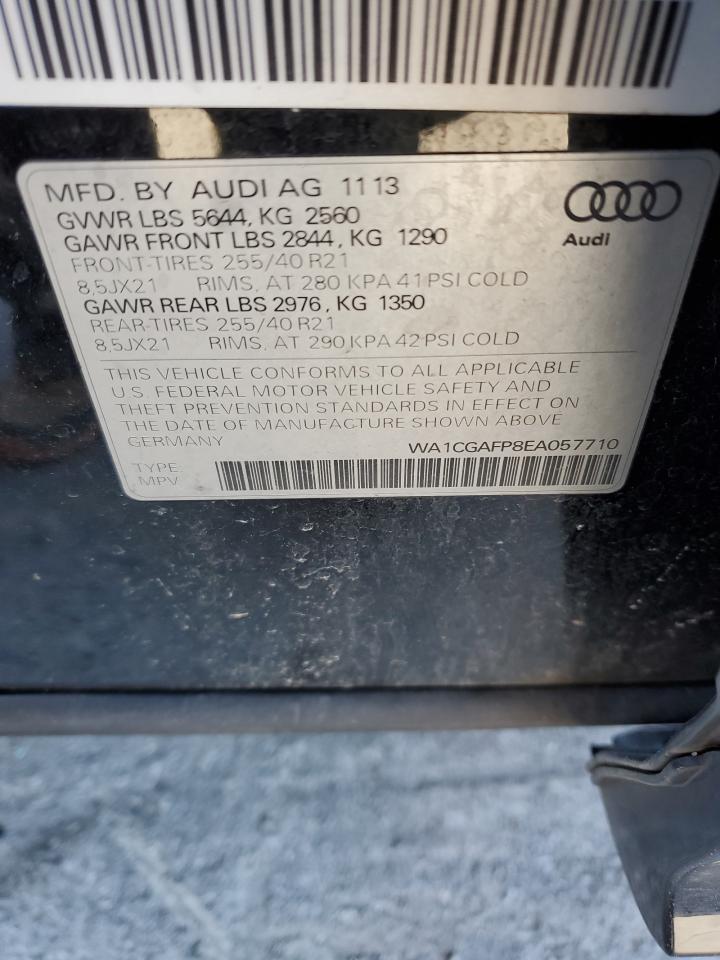 MFD. BY AUDI AG 11 13
GVWR LBS 5644, KG 2560
GAWR FRONT LBS 2844, KG 1290
FRONT-TIRES 255/40 R21
8,5JX21 RIMS, AT 280 KPA 41 PSI COLD
GAWR REAR LBS 2976, KG 1350
REAR-TIRES 255/40 R21
8,5JX21 RIMS, AT 290 KPA 42 PSI COLD
Audi
THIS VEHICLE CONFORMS TO ALL APPLICABLE
U.S. FEDERAL MOTOR VEHICLE SAFETY AND
THEFT PREVENTION STANDARDS IN EFFECT ON
THE DATE OF MANUFACTURE SHOWN ABOVE
GERMANY WA1CGAFP8EA057710
TYPE:
MPV